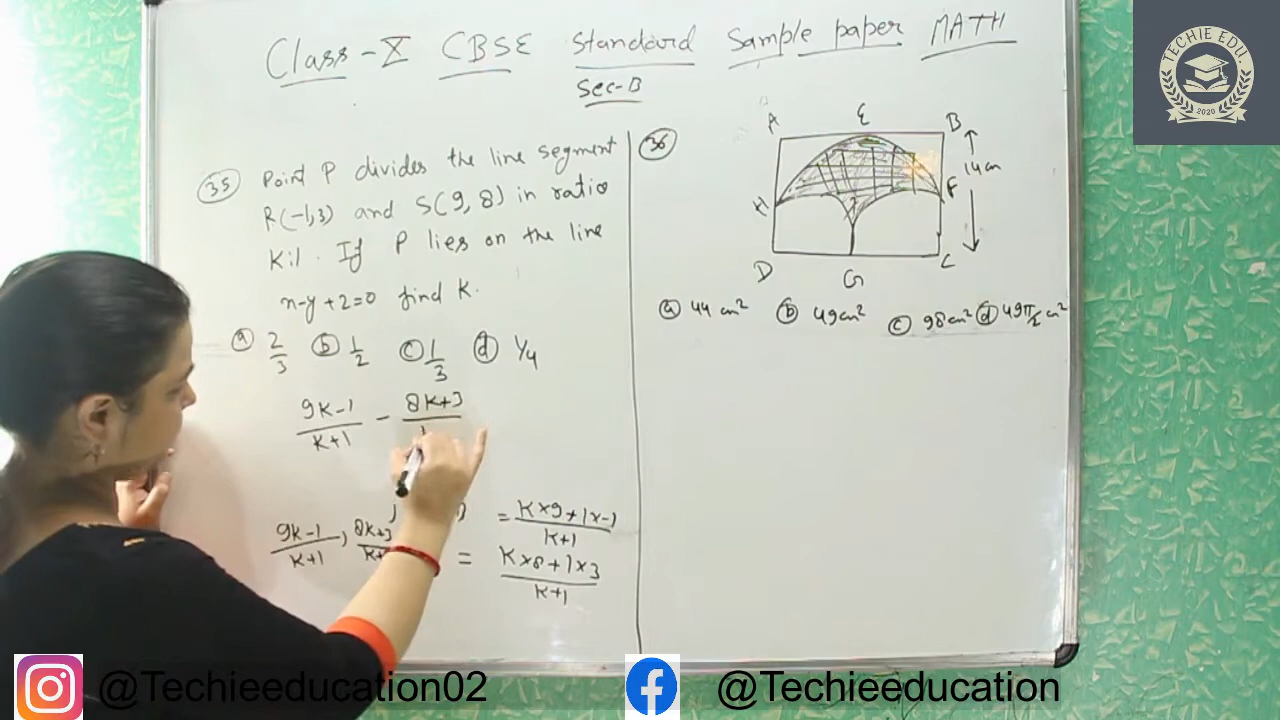 Class-X CBSE Standard Sample paper MATH
Sec-B
TECHIE EDU.
2020
35 Point P divides the line segment
R(-1,3) and S(9,8) in ratio
K:1. If P lies on the line
x-y+2=0 find K.
a 2/3 b 1/2 c 1/3 d 1/4
9K-1/K+1 - 8K+3
9K-1/K+1, 8K+3
= K×9+1×-1/K+1
= K×8+1×3/K+1
36
A E B
14cm
H F
D G C
a 44 cm² b 49cm² c 98cm² d 49π/2 cm²
@Techieeducation02 @Techieeducation